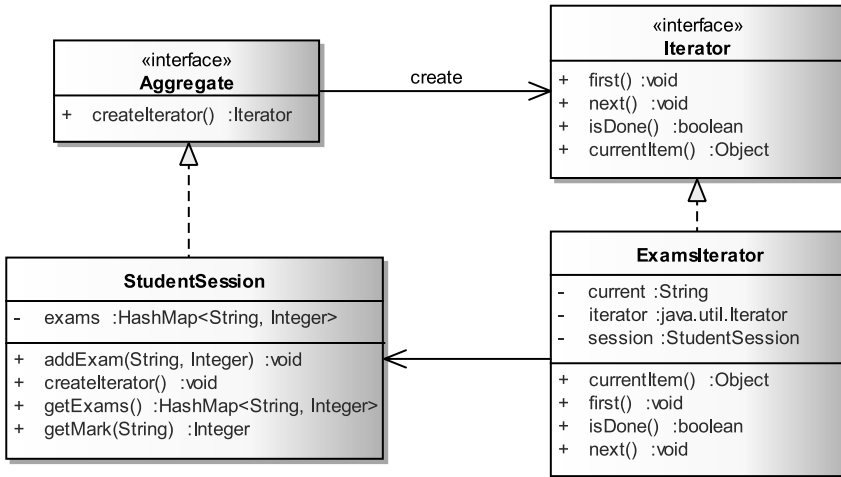 «interface»
Aggregate
+ createIterator() :Iterator
create
«interface»
Iterator
+ first() :void
+ next() :void
+ isDone() :boolean
+ currentItem() :Object
StudentSession
- exams :HashMap<String, Integer>
+ addExam(String, Integer) :void
+ createIterator() :void
+ getExams() :HashMap<String, Integer>
+ getMark(String) :Integer
ExamsIterator
- current :String
- iterator :java.util.Iterator
- session :StudentSession
+ currentItem() :Object
+ first() :void
+ isDone() :boolean
+ next() :void